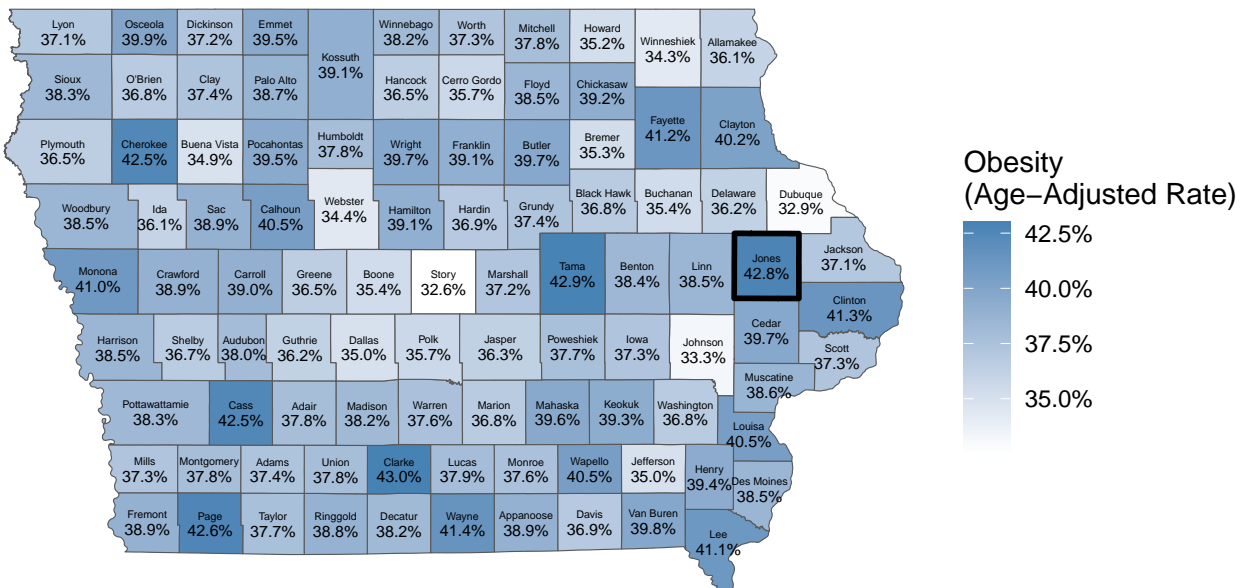 Lyon
37.1%
Osceola
39.9%
Dickinson
37.2%
Emmet
39.5%
Kossuth
39.1%
Winnebago
38.2%
Worth
37.3%
Mitchell
37.8%
Howard
35.2%
Winneshiek
34.3%
Allamakee
36.1%
Sioux
38.3%
O'Brien
36.8%
Clay
37.4%
Palo Alto
38.7%
Hancock
36.5%
Cerro Gordo
35.7%
Floyd
38.5%
Chickasaw
39.2%
Fayette
41.2%
Clayton
40.2%
Plymouth
36.5%
Cherokee
42.5%
Buena Vista
34.9%
Pocahontas
39.5%
Humboldt
37.8%
Wright
39.7%
Franklin
39.1%
Butler
39.7%
Bremer
35.3%
Woodbury
38.5%
Ida
36.1%
Sac
38.9%
Calhoun
40.5%
Webster
34.4%
Hamilton
39.1%
Hardin
36.9%
Grundy
37.4%
Black Hawk
36.8%
Buchanan
35.4%
Delaware
36.2%
Dubuque
32.9%
Monona
41.0%
Crawford
38.9%
Carroll
39.0%
Greene
36.5%
Boone
35.4%
Story
32.6%
Marshall
37.2%
Tama
42.9%
Benton
38.4%
Linn
38.5%
Jones
42.8%
Jackson
37.1%
Clinton
41.3%
Harrison
38.5%
Shelby
36.7%
Audubon
38.0%
Guthrie
36.2%
Dallas
35.0%
Polk
35.7%
Jasper
36.3%
Poweshiek
37.7%
Iowa
37.3%
Johnson
33.3%
Cedar
39.7%
Scott
37.3%
Muscatine
38.6%
Pottawattamie
38.3%
Cass
42.5%
Adair
37.8%
Madison
38.2%
Warren
37.6%
Marion
36.8%
Mahaska
39.6%
Keokuk
39.3%
Washington
36.8%
Louisa
40.5%
Mills
37.3%
Montgomery
37.8%
Adams
37.4%
Union
37.8%
Clarke
43.0%
Lucas
37.9%
Monroe
37.6%
Wapello
40.5%
Jefferson
35.0%
Henry
39.4%
Des Moines
38.5%
Fremont
38.9%
Page
42.6%
Taylor
37.7%
Ringgold
38.8%
Decatur
38.2%
Wayne
41.4%
Appanoose
38.9%
Davis
36.9%
Van Buren
39.8%
Lee
41.1%
Obesity
(Age−Adjusted Rate)
42.5%
40.0%
37.5%
35.0%